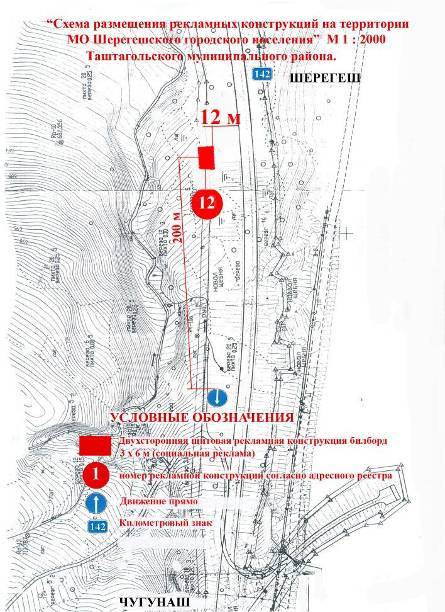 “Схема размещения рекламных конструкций на территории
МО Шерегешского городского поселения” М 1 : 2000
Таштагольского муниципального района.
142
ШЕРЕГЕШ
12 м
12
200 м
УСЛОВНЫЕ ОБОЗНАЧЕНИЯ
Двухсторонняя щитовая рекламная конструкция билборд
3 х 6 м (социальная реклама)
1
номер рекламной конструкции согласно адресного реестра
Движение прямо
142
Километровый знак
ЧУГУНАШ